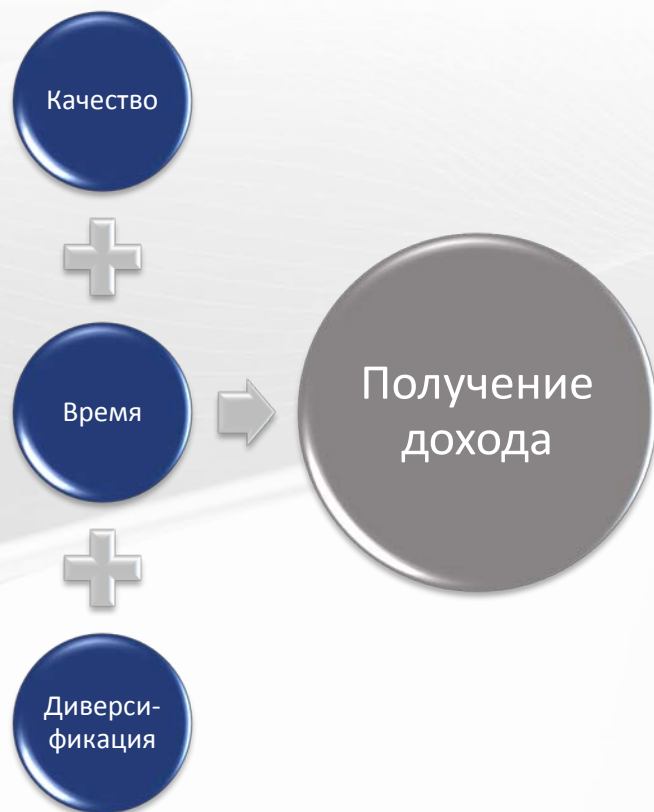 Качество
Время
Получение
дохода
Диверси-
фикация